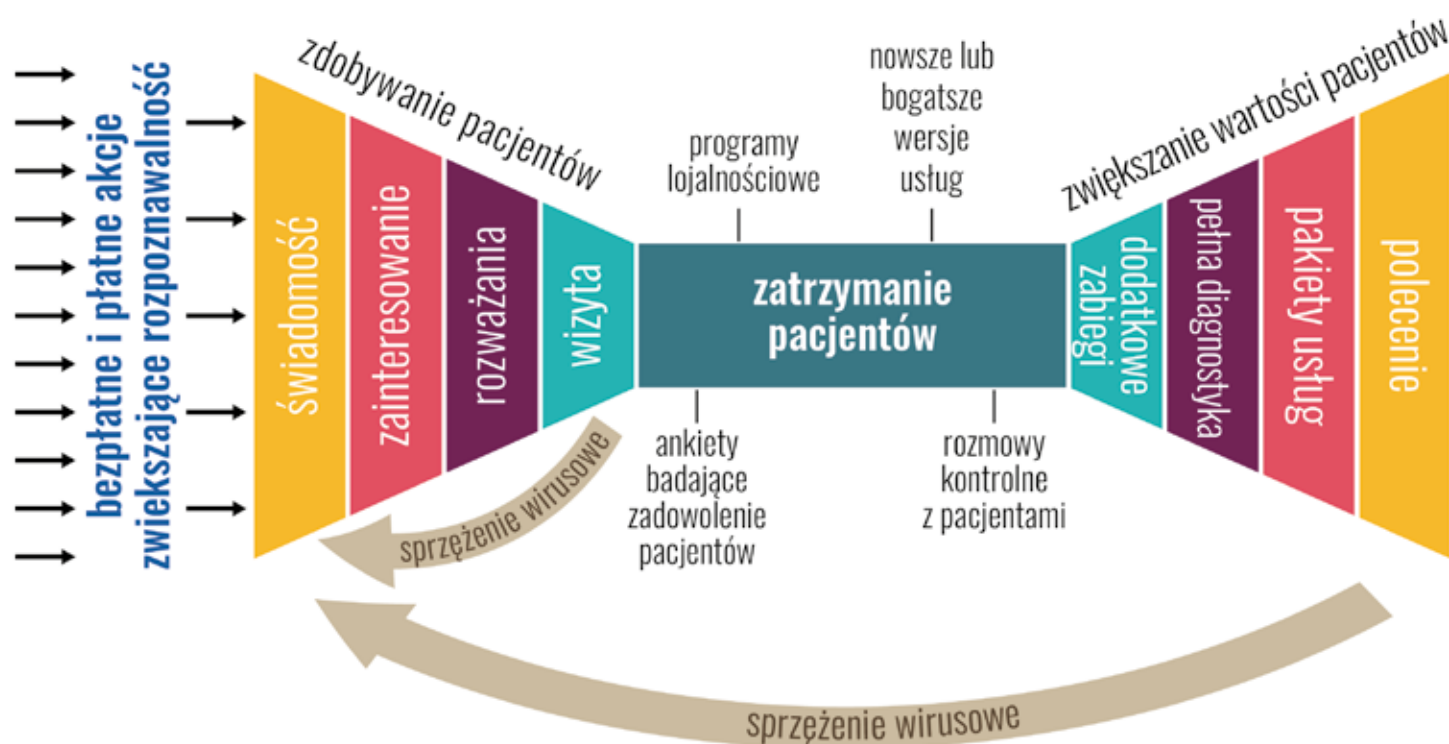 bezpłatne i płatne akcje
zwiekszające rozpoznawalność
zdobywanie pacjentów
świadomość
zainteresowanie
rozważania
wizyta
programy
lojalnościowe
nowsze lub
bogatsze
wersje
usług
zatrzymanie
pacjentów
ankiety
badające
zadowolenie
pacjentów
rozmowy
kontrolne
z pacjentami
zwiększanie wartości pacjentów
dodatkowe
zabiegi
pełna diagnostyka
pakiety usług
polecenie
sprzężenie wirusowe
sprzężenie wirusowe